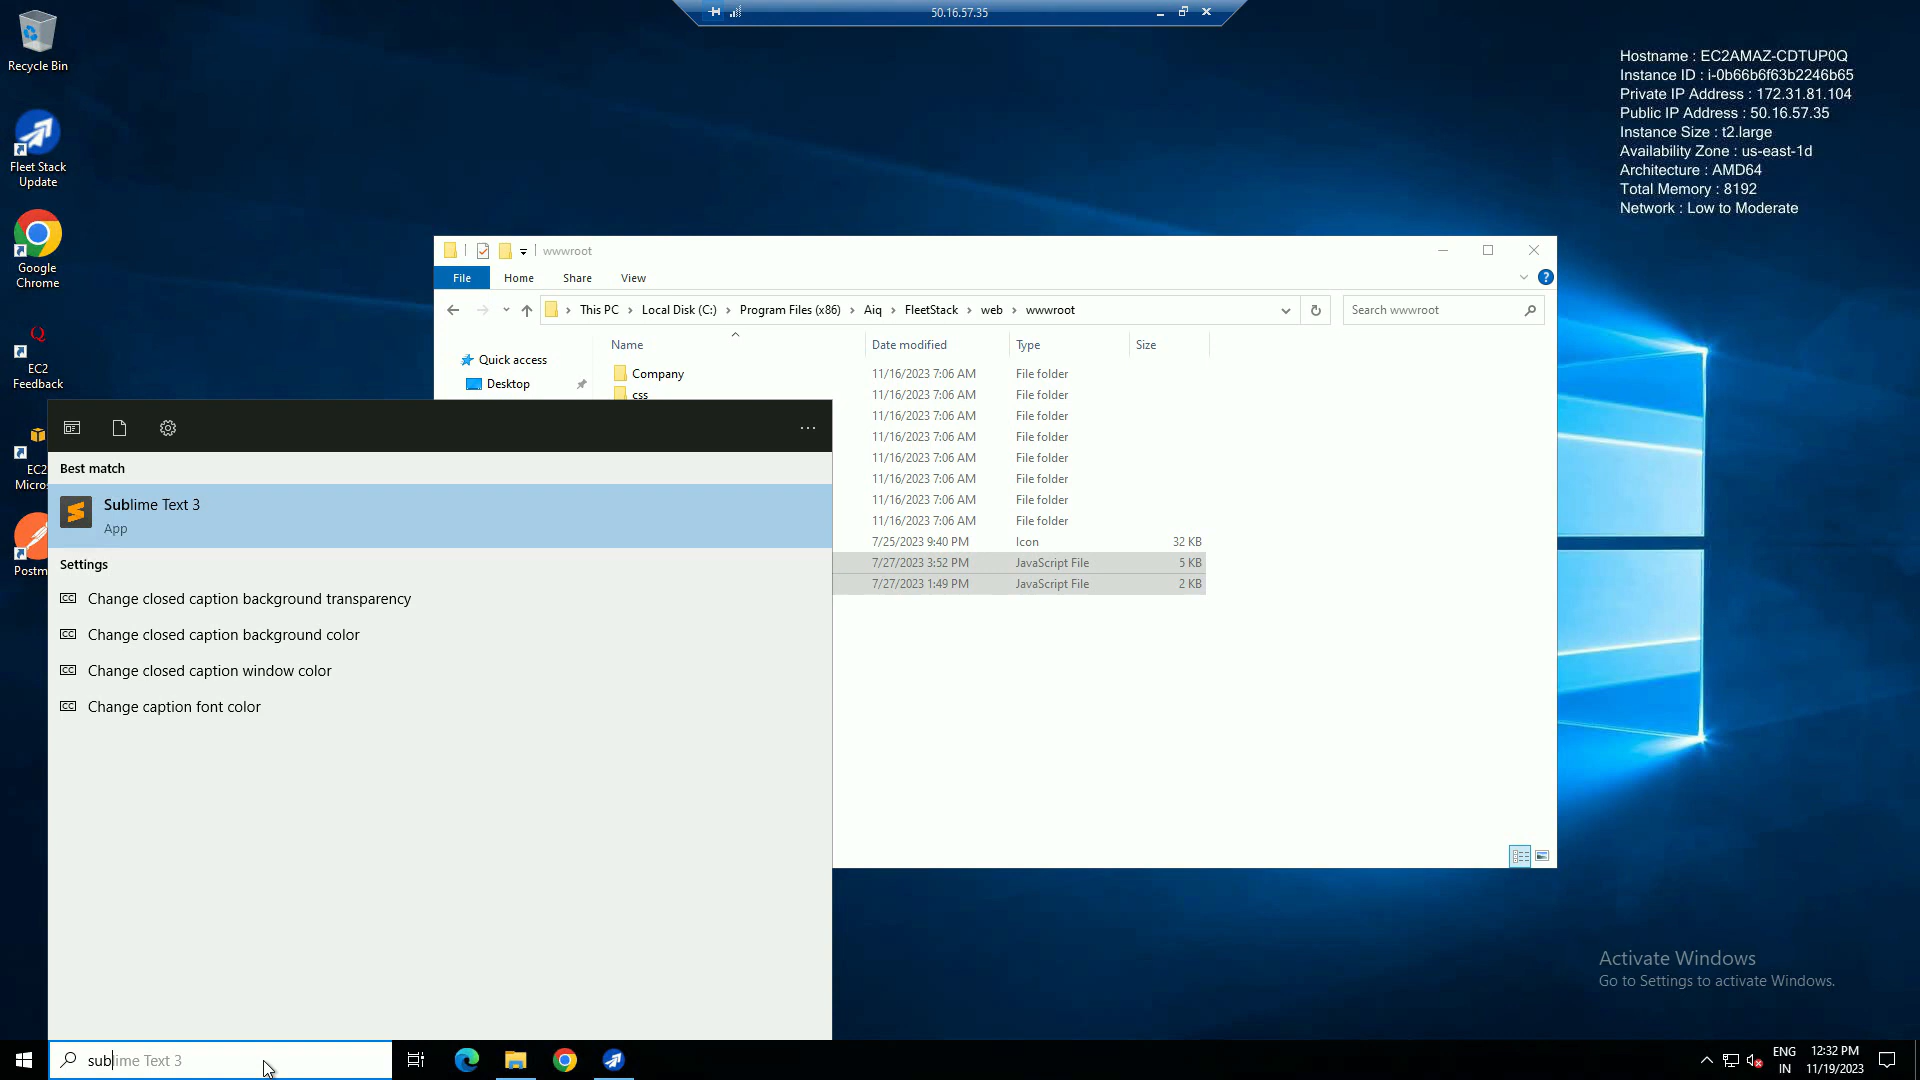 50.16.57.35
Recycle Bin
Hostname : EC2AMAZ-CDTUP0Q
Instance ID : i-0b66b6f63b2246b65
Private IP Address : 172.31.81.104
Public IP Address : 50.16.57.35
Instance Size : t2.large
Availability Zone : us-east-1d
Architecture : AMD64
Total Memory : 8192
Network : Low to Moderate
Fleet Stack
Update
Google
Chrome
EC2
Feedback
EC2
Micros
Postm
wwwroot
File Home Share View
This PC Local Disk (C:) Program Files (x86) Aiq FleetStack web wwwroot
Search wwwroot
Name Date modified Type Size
Quick access
Desktop
Company 11/16/2023 7:06 AM File folder
css 11/16/2023 7:06 AM File folder
11/16/2023 7:06 AM File folder
11/16/2023 7:06 AM File folder
11/16/2023 7:06 AM File folder
11/16/2023 7:06 AM File folder
11/16/2023 7:06 AM File folder
11/16/2023 7:06 AM File folder
7/25/2023 9:40 PM Icon 32 KB
7/27/2023 3:52 PM JavaScript File 5 KB
7/27/2023 1:49 PM JavaScript File 2 KB
Best match
Sublime Text 3
App
Settings
Change closed caption background transparency
Change closed caption background color
Change closed caption window color
Change caption font color
Activate Windows
Go to Settings to activate Windows.
sublime Text 3
ENG
IN
12:32 PM
11/19/2023